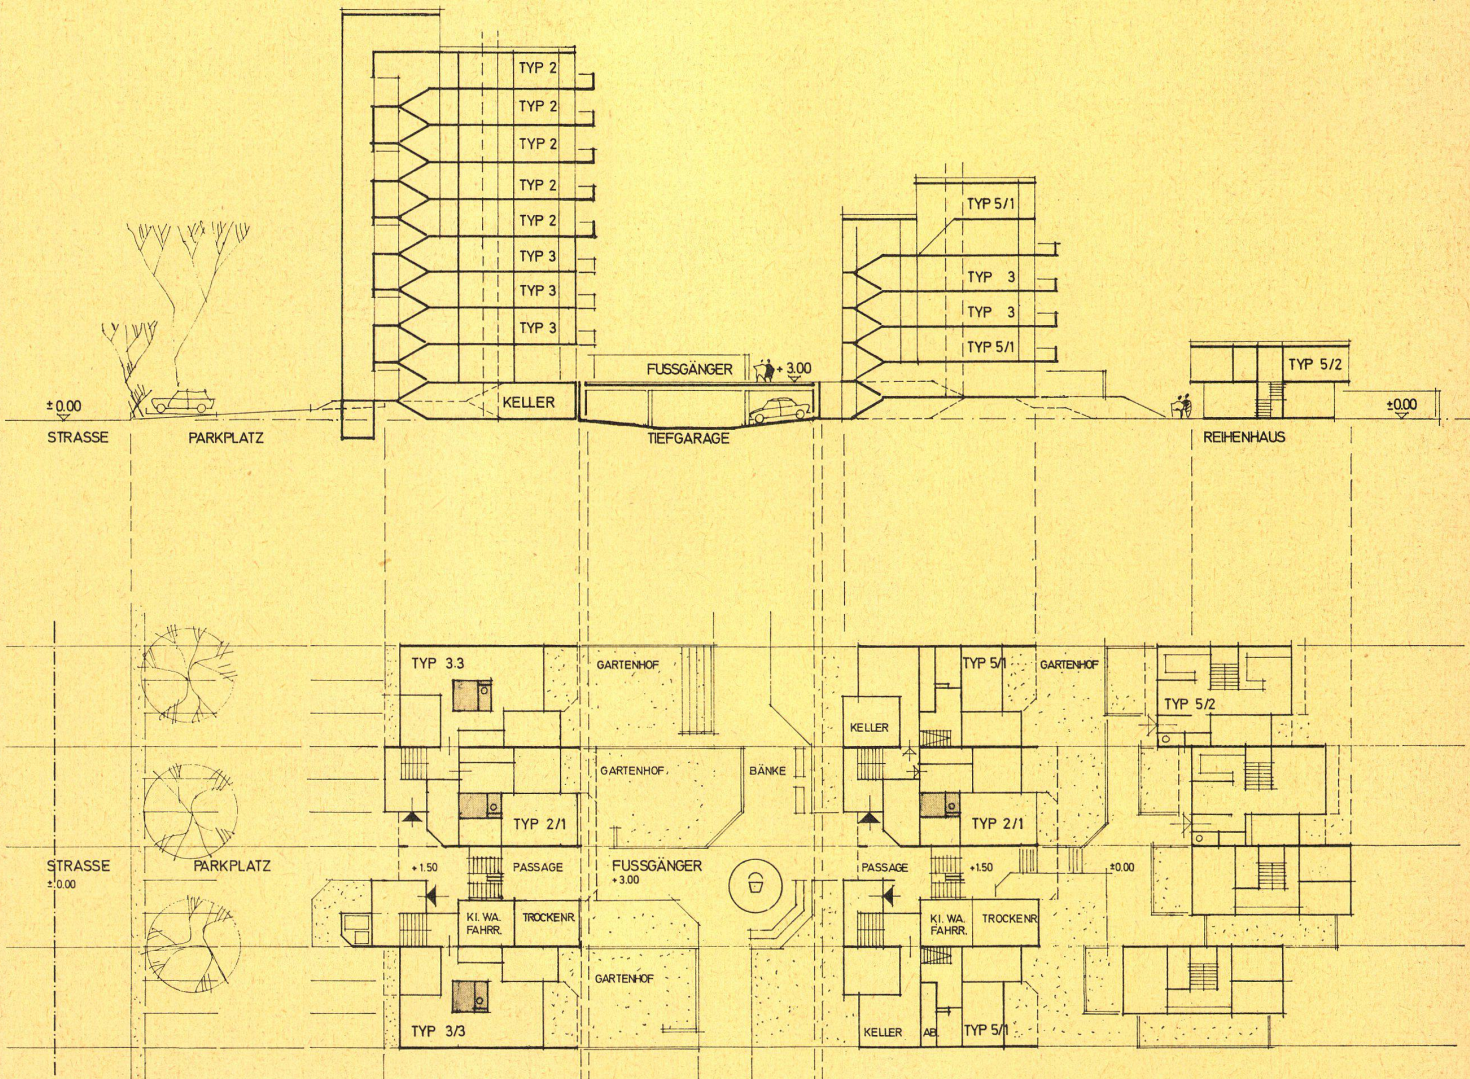 TYP 2
TYP 2
TYP 2
TYP 2
TYP 2
TYP 3
TYP 3
TYP 3
KELLER
TYP 5/1
TYP 3
TYP 3
TYP 5/1
TYP 5/2
FUSSGÄNGER
+ 3.00
± 0.00
STRASSE
PARKPLATZ
TIEFGARAGE
REIHENHAUS
±0.00
TYP 3.3
GARTENHOF
TYP 5/1
GARTENHOF
TYP 5/2
KELLER
GARTENHOF
BÄNKE
TYP 2/1
TYP 2/1
STRASSE
± 0.00
PARKPLATZ
+ 1.50
PASSAGE
FUSSGÄNGER
+ 3.00
PASSAGE
+1.50
±0.00
KI. WA.
FAHRR.
TROCKENR.
KI. WA.
FAHRR.
TROCKENR.
GARTENHOF
TYP 3/3
KELLER
AB.
TYP 5/1